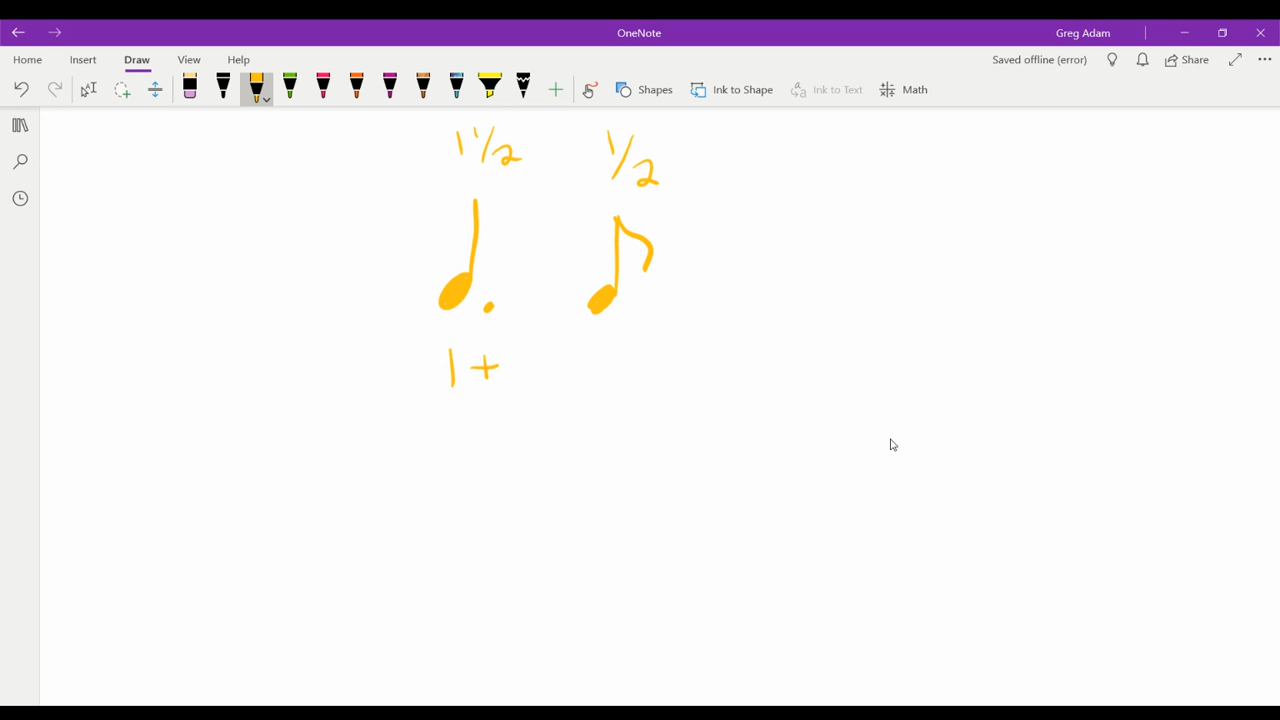 OneNote
Greg Adam
Home Insert Draw View Help
Saved offline (error)
Share
Shapes
Ink to Shape
Ink to Text
Math
1 1/2
1/2
1 +